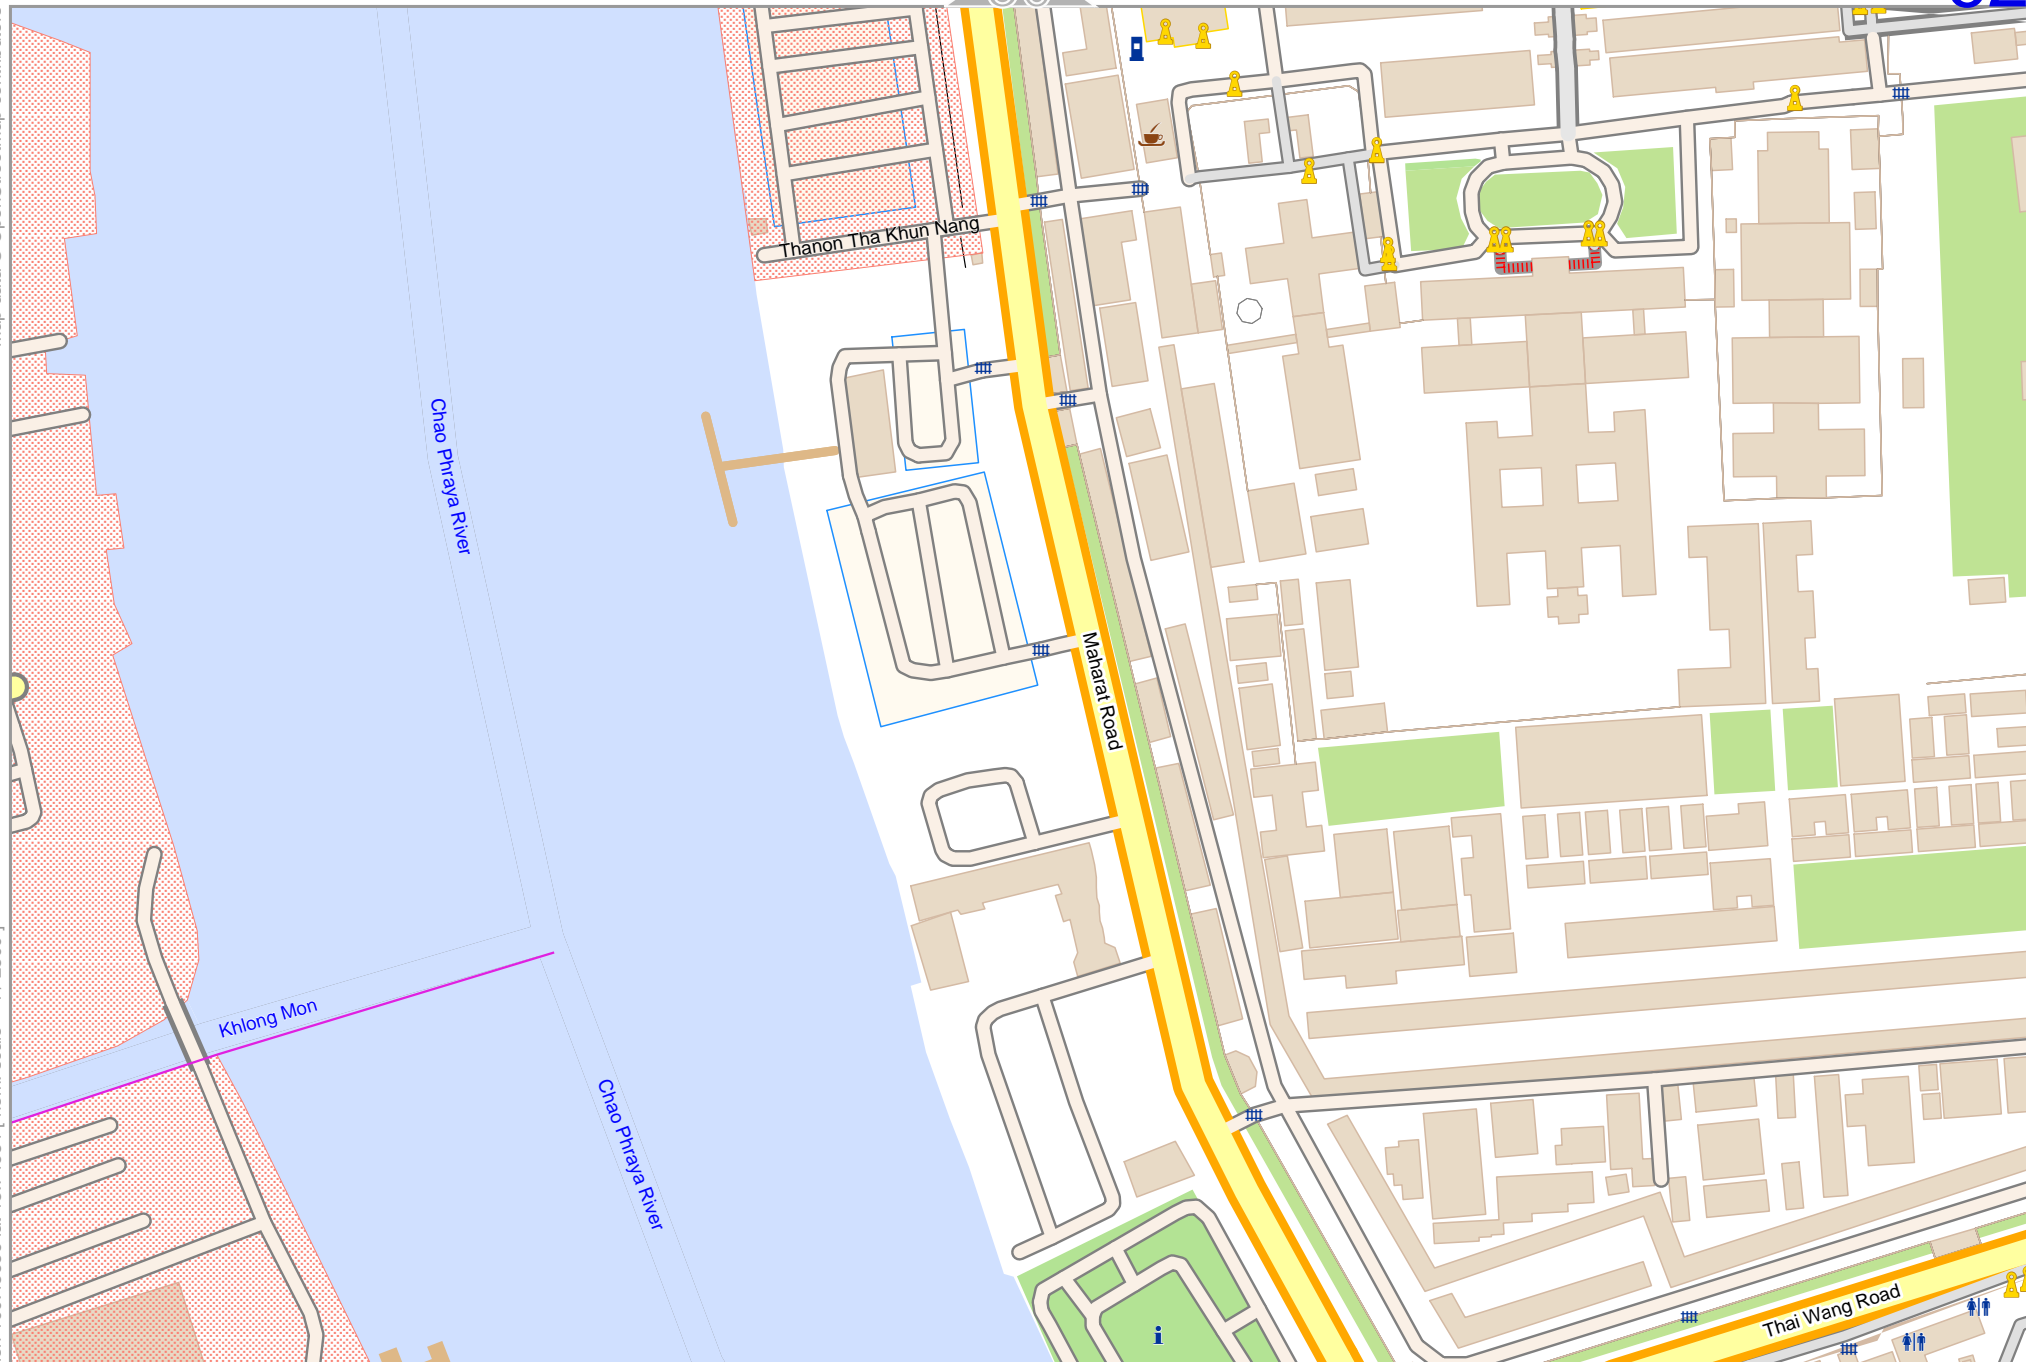 Thanon Tha Khun Nang
Chao Phraya River
Maharat Road
Khlong Mon
Chao Phraya River
Thai Wang Road